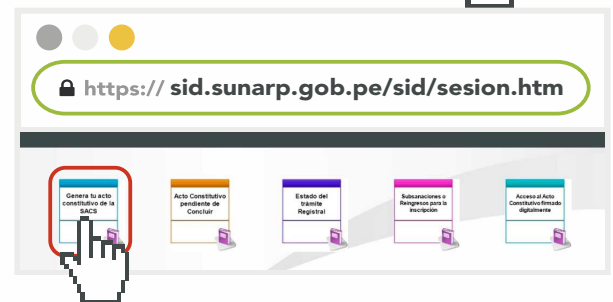 https:// sid.sunarp.gob.pe/sid/sesion.htm
Genera tu acto
constitutivo de la
SACS
Acto Constitutivo
pendiente de
Concluir
Estado del
trámite
Registral
Subsanaciones o
Reingresos para la
inscripción
Acceso al Acto
Constitutivo firmado
digitalmente